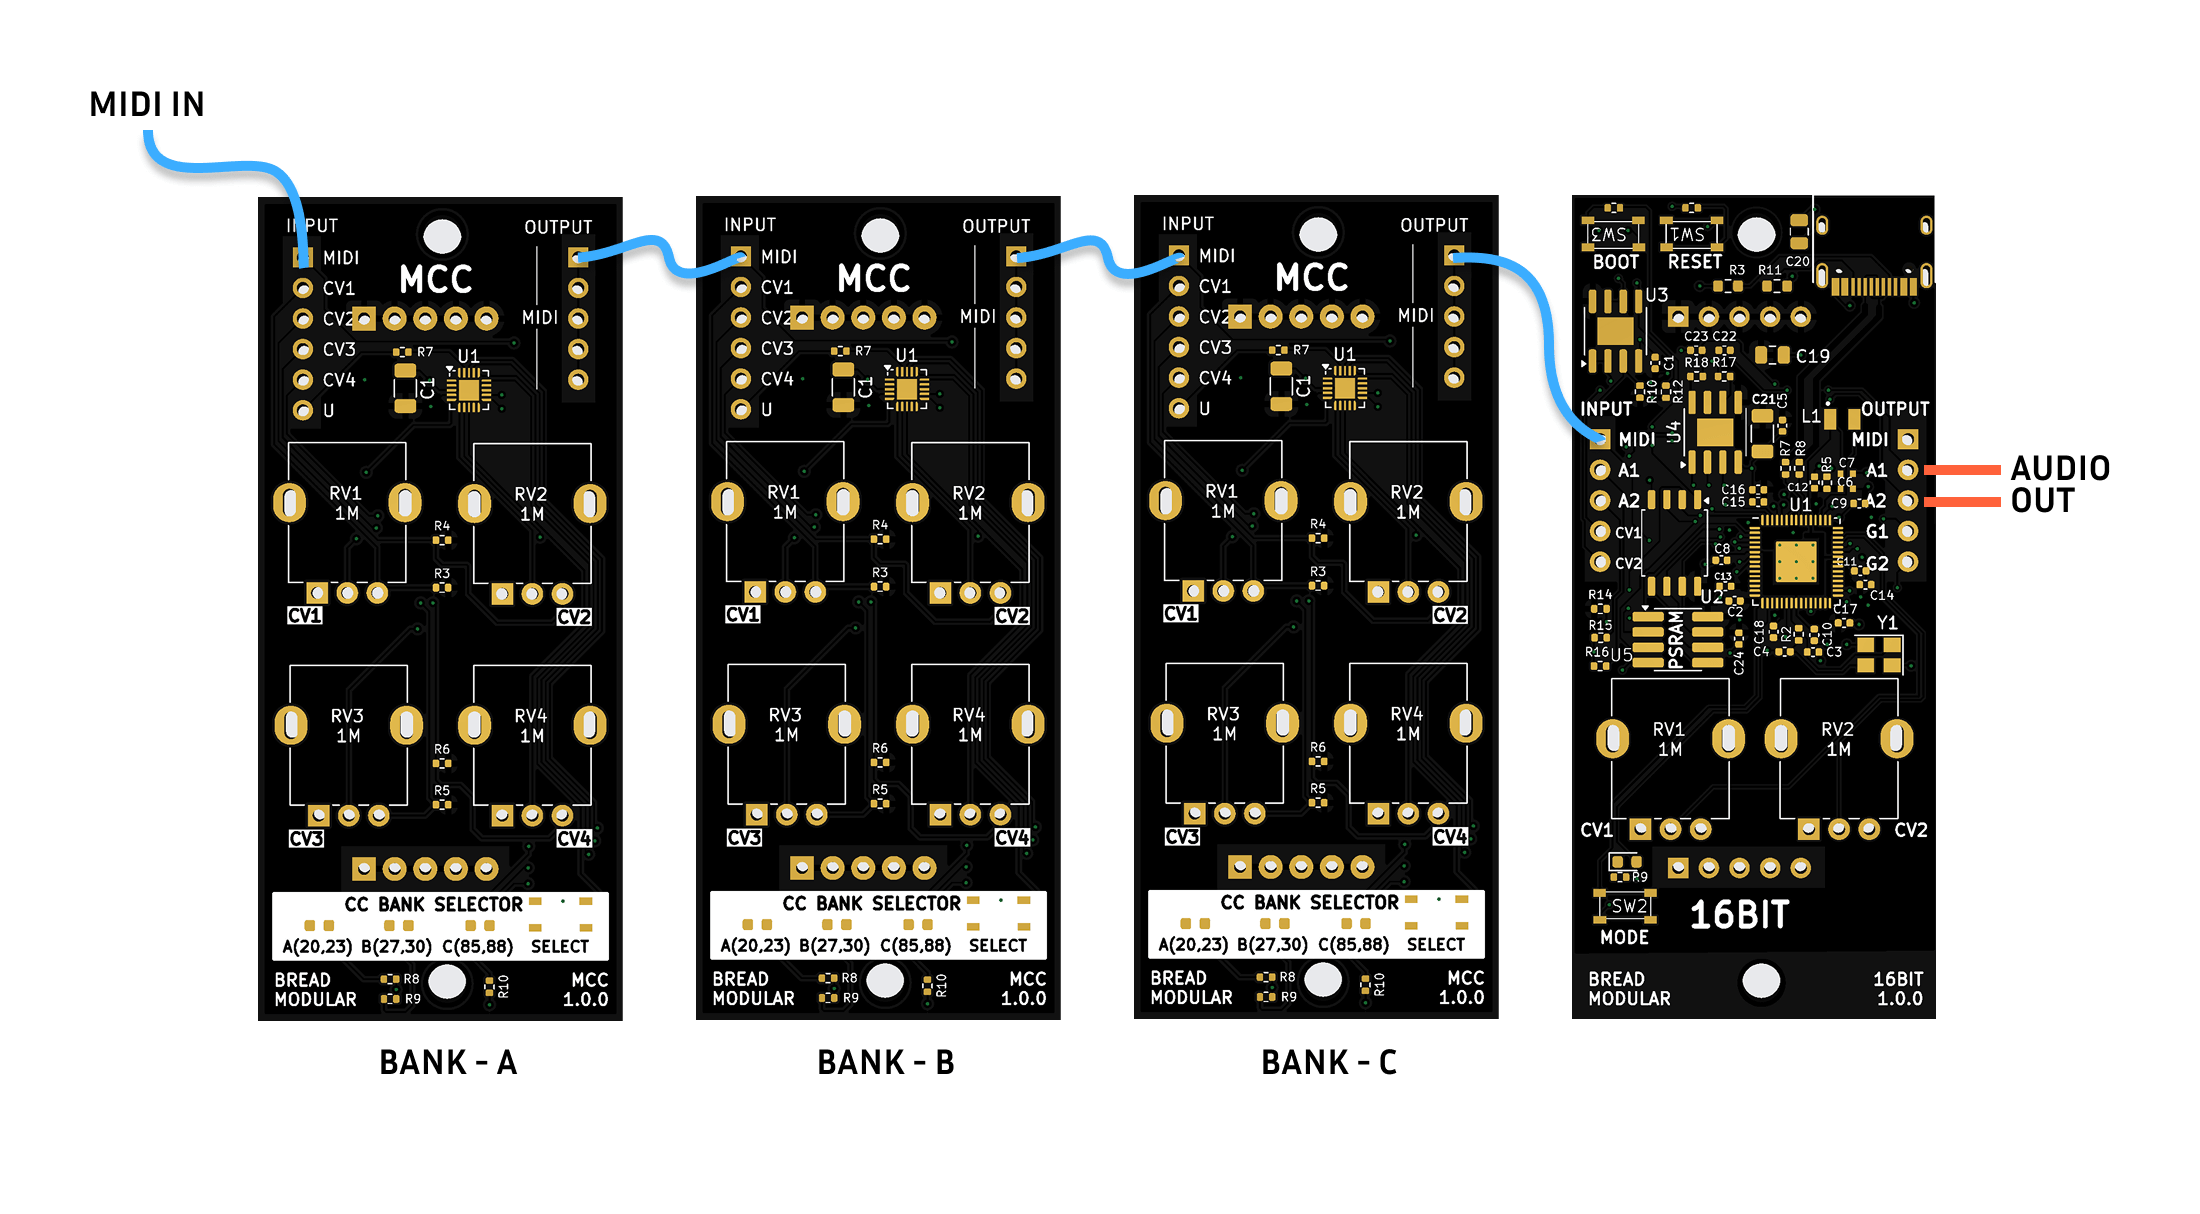 MIDI IN
INPUT
OUTPUT
MIDI
MCC
CV1
CV2
MIDI
CV3
R7
U1
CV4
C1
U
RV1
1M
RV2
1M
R4
R3
CV1
CV2
RV3
1M
RV4
1M
R6
R5
CV3
CV4
CC BANK SELECTOR
A(20,23) B(27,30) C(85,88) SELECT
BREAD
MODULAR
R8
R9
R10
MCC
1.0.0
BANK - A
INPUT
OUTPUT
MIDI
MCC
CV1
CV2
MIDI
CV3
R7
U1
CV4
C1
U
RV1
1M
RV2
1M
R4
R3
CV1
CV2
RV3
1M
RV4
1M
R6
R5
CV3
CV4
CC BANK SELECTOR
A(20,23) B(27,30) C(85,88) SELECT
BREAD
MODULAR
R8
R9
R10
MCC
1.0.0
BANK - B
INPUT
OUTPUT
MIDI
MCC
CV1
CV2
MIDI
CV3
R7
U1
CV4
C1
U
RV1
1M
RV2
1M
R4
R3
CV1
CV2
RV3
1M
RV4
1M
R6
R5
CV3
CV4
CC BANK SELECTOR
A(20,23) B(27,30) C(85,88) SELECT
BREAD
MODULAR
R8
R9
R10
MCC
1.0.0
BANK - C
SW3
SW1
BOOT
RESET
C20
R3
R11
U3
C23
C22
C19
C1
R18
R17
R10
R12
INPUT
C21
C5
L1
OUTPUT
MIDI
U4
MIDI
R7
R8
A1
R5
C7
A1
C12
C6
A2
C16
C15
C9
A2
U1
CV1
G1
C8
CV2
C11
G2
C13
C14
R14
U2
C2
C17
R15
PSRAM
C18
R2
C10
Y1
R16
U5
C24
C4
C3
RV1
1M
RV2
1M
CV1
CV2
R9
SW2
MODE
16BIT
BREAD
MODULAR
16BIT
1.0.0
AUDIO
OUT